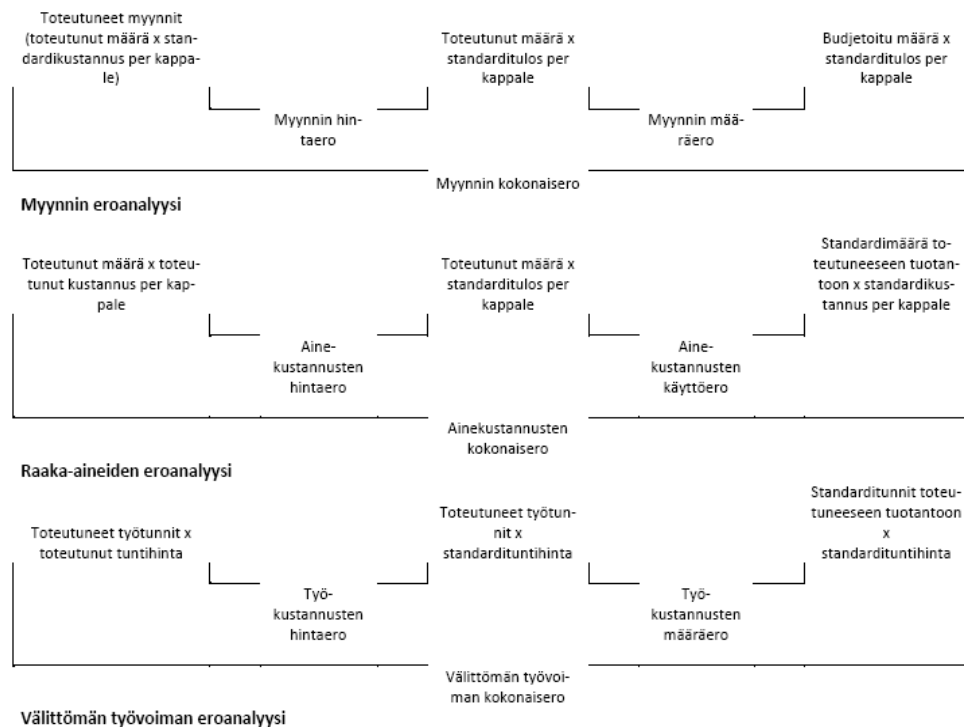 Toteutuneet myynnit
(toteutunut määrä x stan-
dardikustannus per kappa-
le)
Toteutunut määrä x
standarditulos per
kappale
Budjetoitu määrä x
standarditulos per
kappale
Myynnin hin-
taero
Myynnin mää-
räero
Myynnin kokonaisero
Myynnin eroanalyysi
Toteutunut määrä x toteu-
tunut kustannus per kap-
pale
Toteutunut määrä x
standarditulos per
kappale
Standardimäärä to-
teutuneeseen tuotan-
toon x standardikus-
tannus per kappale
Aine-
kustannusten
hintaero
Aine-
kustannusten
käyttöero
Ainekustannusten
kokonaisero
Raaka-aineiden eroanalyysi
Toteutuneet työtunnit x
toteutunut tuntihinta
Toteutuneet työtun-
nit x
standardituntihinta
Standarditunnit toteu-
tuneeseen tuotantoon
x
standardituntihinta
Työ-
kustannusten
hintaero
Työ-
kustannusten
määräero
Välittömän työvoi-
man kokonaisero
Välittömän työvoiman eroanalyysi